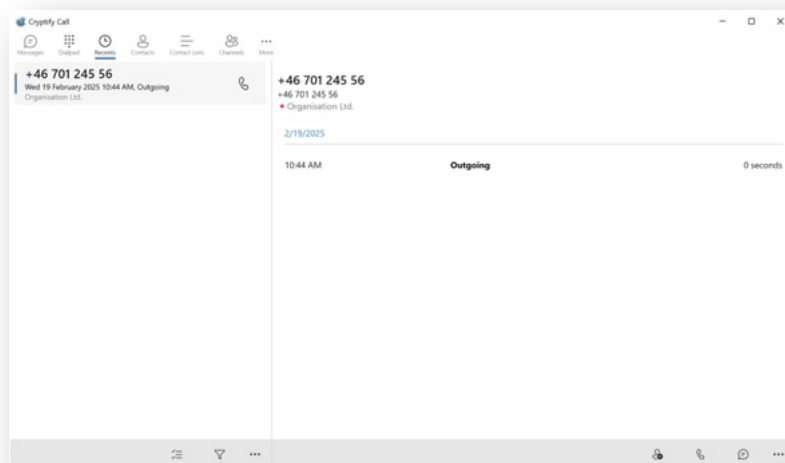 Cryptify Call
Messages Dialpad Recents Contacts Contact Lists Channels More
+46 701 245 56
Wed 19 February 2025 10:44 AM, Outgoing
Organisation Ltd.
+46 701 245 56
+46 701 245 56
Organisation Ltd.
2/19/2025
10:44 AM Outgoing 0 seconds